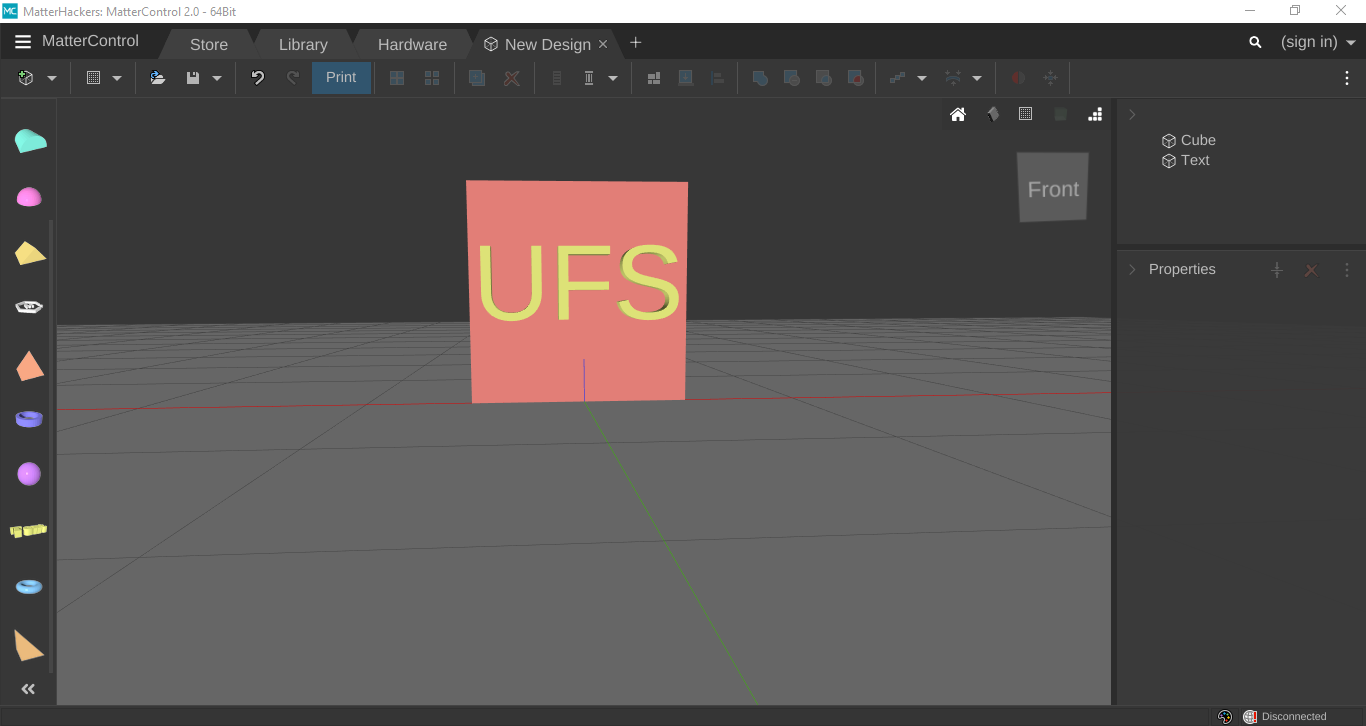 MC MatterHackers: MatterControl 2.0 - 64Bit
MatterControl
Store
Library
Hardware
New Design
(sign in)
Print
Cube
Text
Front
UFS
Properties
Disconnected